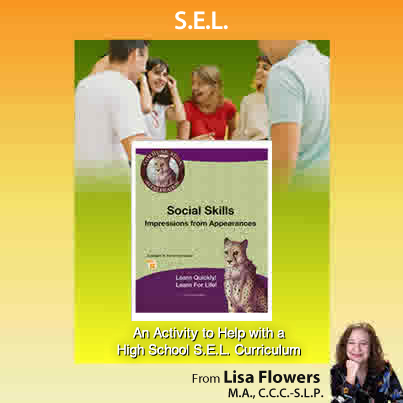 S.E.L.
Social Skills
Impressions from Appearances
Learn Quickly!
Learn For Life!
An Activity to Help with a
High School S.E.L. Curriculum
From Lisa Flowers
M.A., C.C.C.-S.L.P.